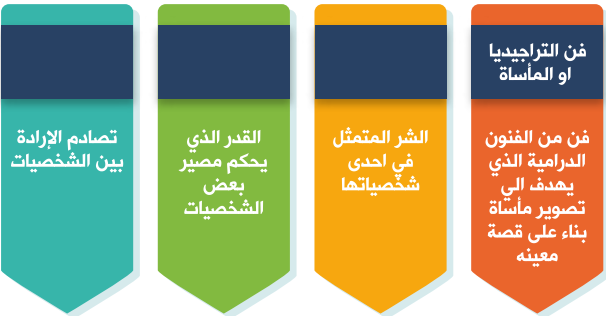 فن التراجيديا
او المأساة
فن من الفنون
الدرامية الذي
يهدف الي
تصوير مأساة
بناء على قصة
معينه
الشر المتمثل
في احدى
شخصياتها
القدر الذي
يحكم مصير
بعض
الشخصيات
تصادم الإرادة
بين الشخصيات